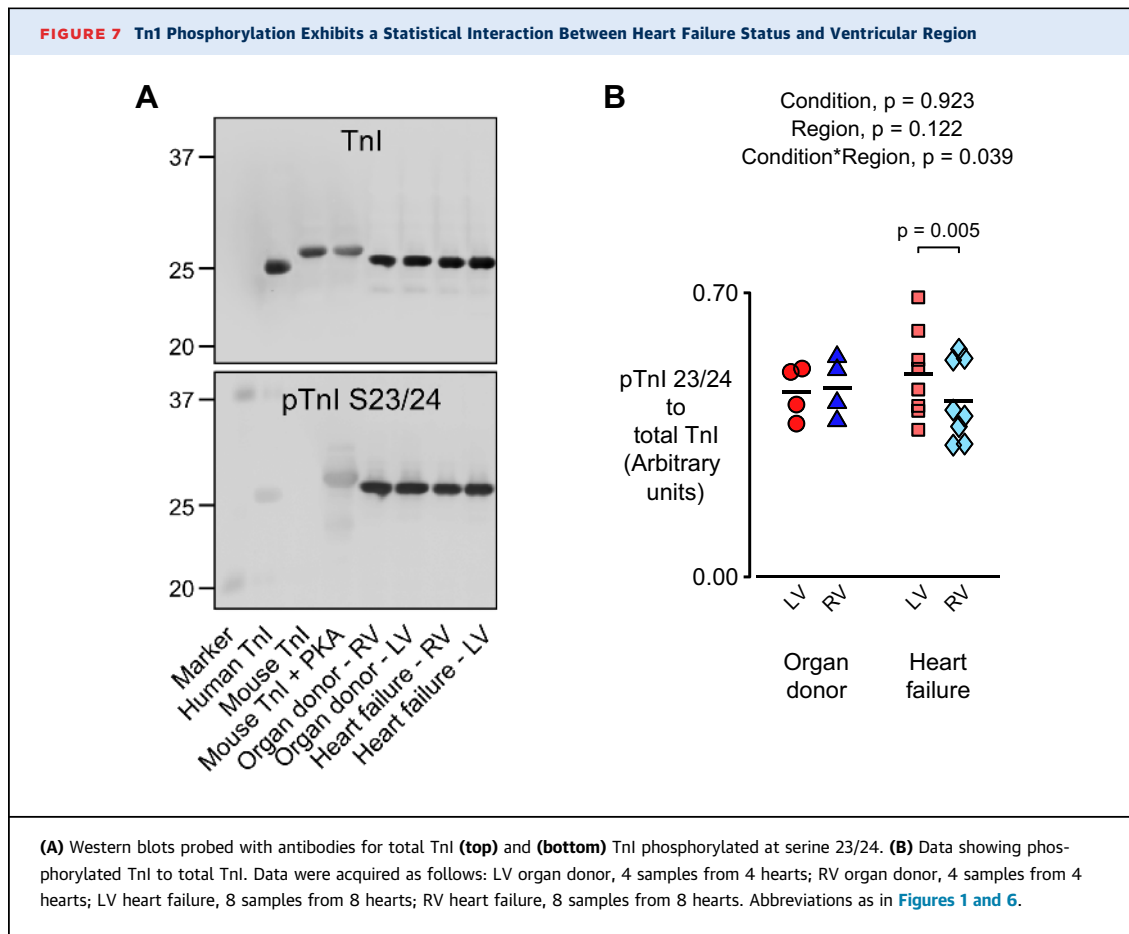 FIGURE 7 Tn1 Phosphorylation Exhibits a Statistical Interaction Between Heart Failure Status and Ventricular Region
A
TnI
37
25
20
pTnI S23/24
37
25
20
Marker
Human TnI
Mouse TnI
Mouse TnI + PKA
Organ donor - RV
Organ donor - LV
Heart failure - RV
Heart failure - LV
B
Condition, p = 0.923
Region, p = 0.122
Condition*Region, p = 0.039
p = 0.005
0.70
pTnI 23/24
to
total TnI
(Arbitrary
units)
0.00
LV
RV
LV
RV
Organ
donor
Heart
failure
(A) Western blots probed with antibodies for total TnI (top) and (bottom) TnI phosphorylated at serine 23/24. (B) Data showing phos-
phorylated TnI to total TnI. Data were acquired as follows: LV organ donor, 4 samples from 4 hearts; RV organ donor, 4 samples from 4
hearts; LV heart failure, 8 samples from 8 hearts; RV heart failure, 8 samples from 8 hearts. Abbreviations as in Figures 1 and 6.